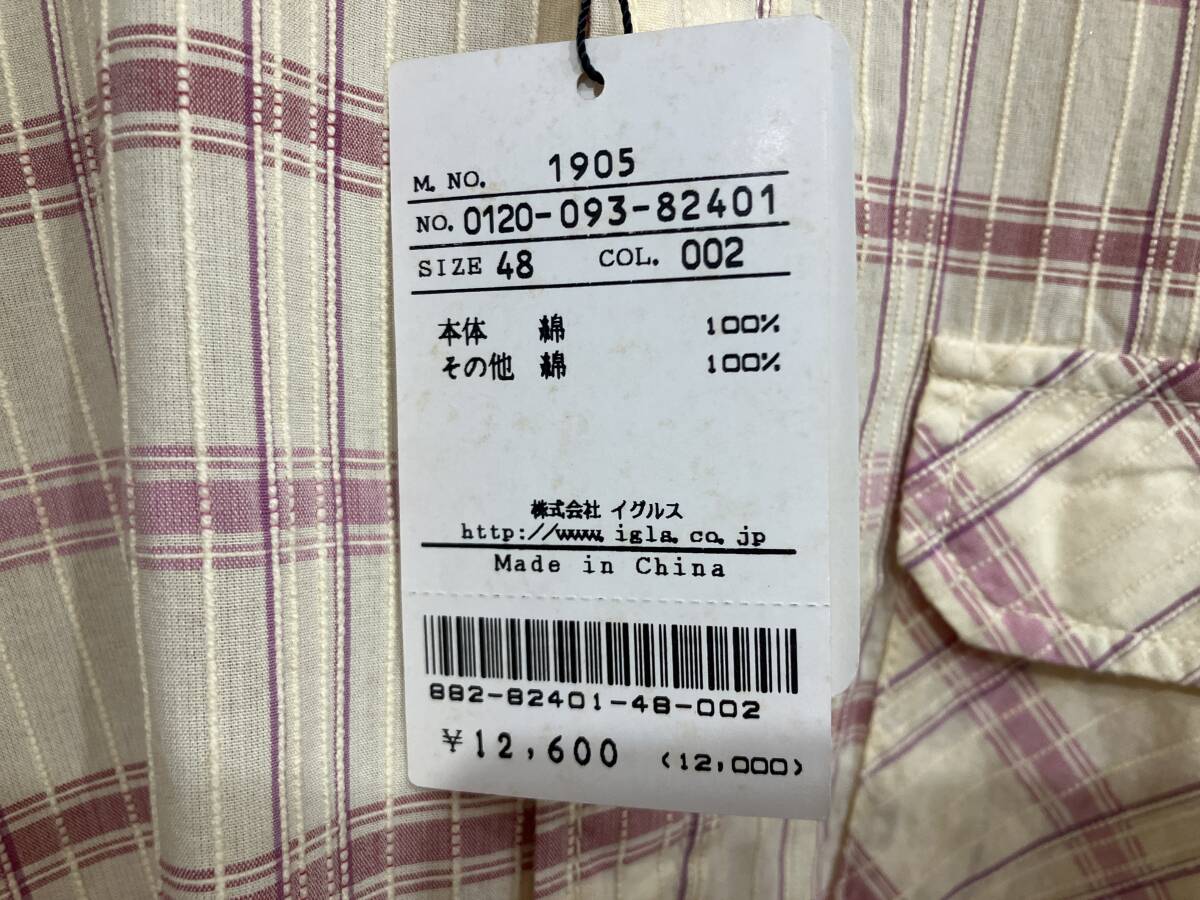 M. NO. 1905
NO. 0120-093-82401
SIZE 48 COL. 002
本体 綿 100%
その他 綿 100%
株式会社 イグルス
http://www.igla.co.jp
Made in China
882-82401-48-002
¥12,600 (12,000)